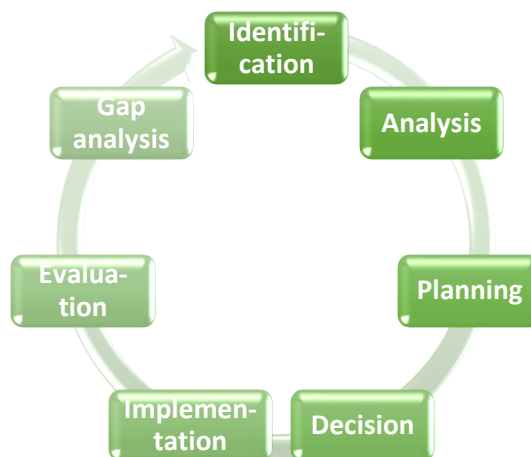 Identifi-
cation
Analysis
Planning
Decision
Implemen-
tation
Evalua-
tion
Gap
analysis